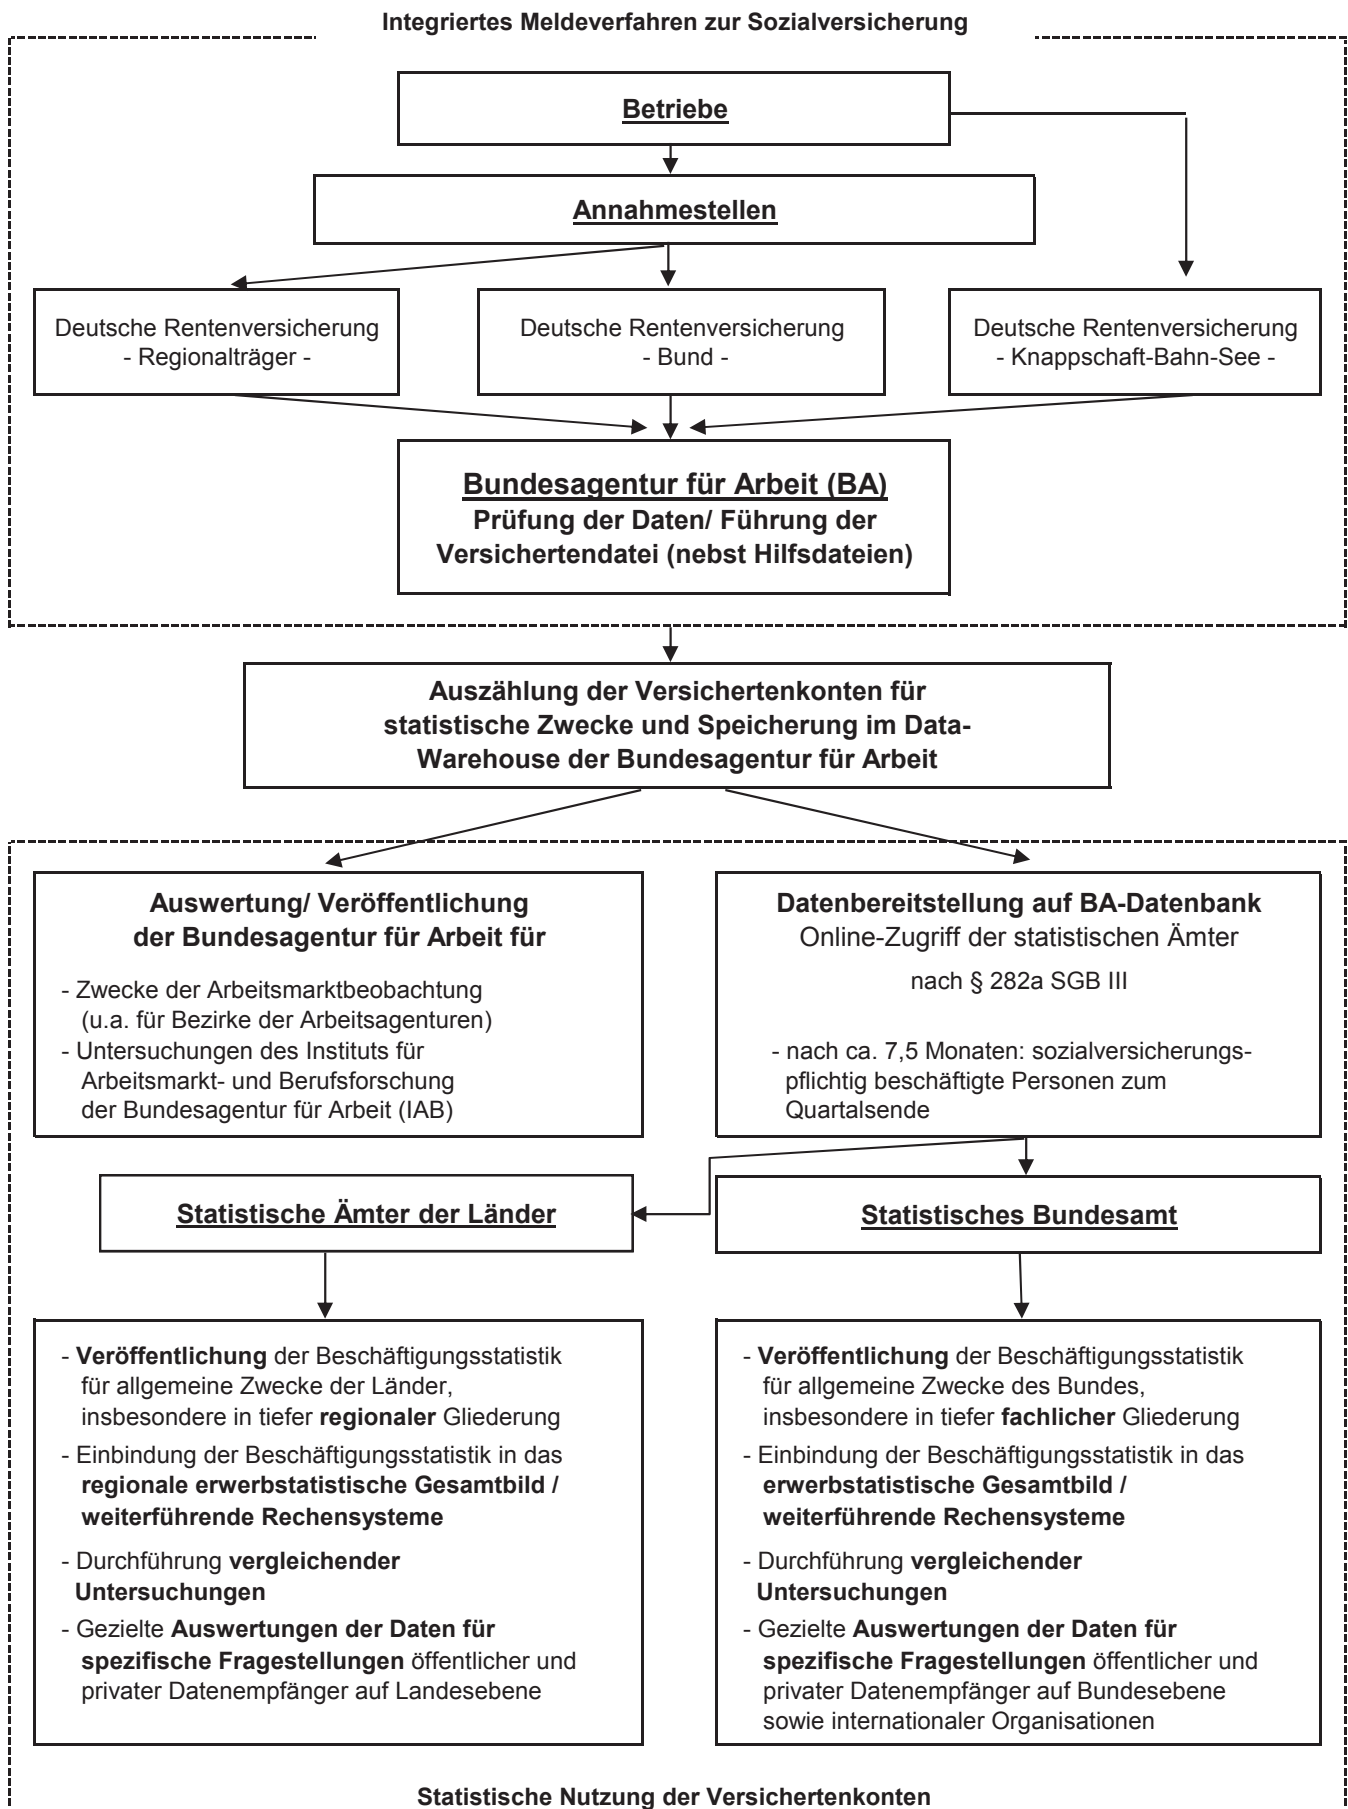 Integriertes Meldeverfahren zur Sozialversicherung
Betriebe
Annahmestellen
Deutsche Rentenversicherung
- Regionalträger -
Deutsche Rentenversicherung
- Bund -
Deutsche Rentenversicherung
- Knappschaft-Bahn-See -
Bundesagentur für Arbeit (BA)
Prüfung der Daten/ Führung der
Versichertendatei (nebst Hilfsdateien)
Auszählung der Versichertenkonten für
statistische Zwecke und Speicherung im Data-
Warehouse der Bundesagentur für Arbeit
Auswertung/ Veröffentlichung
der Bundesagentur für Arbeit für
- Zwecke der Arbeitsmarktbeobachtung
(u.a. für Bezirke der Arbeitsagenturen)
- Untersuchungen des Instituts für
Arbeitsmarkt- und Berufsforschung
der Bundesagentur für Arbeit (IAB)
Datenbereitstellung auf BA-Datenbank
Online-Zugriff der statistischen Ämter
nach § 282a SGB III
- nach ca. 7,5 Monaten: sozialversicherungs-
pflichtig beschäftigte Personen zum
Quartalsende
Statistische Ämter der Länder
Statistisches Bundesamt
- Veröffentlichung der Beschäftigungsstatistik
für allgemeine Zwecke der Länder,
insbesondere in tiefer regionaler Gliederung
- Einbindung der Beschäftigungsstatistik in das
regionale erwerbstatistische Gesamtbild /
weiterführende Rechensysteme
- Durchführung vergleichender
Untersuchungen
- Gezielte Auswertungen der Daten für
spezifische Fragestellungen öffentlicher und
privater Datenempfänger auf Landesebene
- Veröffentlichung der Beschäftigungsstatistik
für allgemeine Zwecke des Bundes,
insbesondere in tiefer fachlicher Gliederung
- Einbindung der Beschäftigungsstatistik in das
erwerbstatistische Gesamtbild /
weiterführende Rechensysteme
- Durchführung vergleichender
Untersuchungen
- Gezielte Auswertungen der Daten für
spezifische Fragestellungen öffentlicher und
privater Datenempfänger auf Bundesebene
sowie internationaler Organisationen
Statistische Nutzung der Versichertenkonten